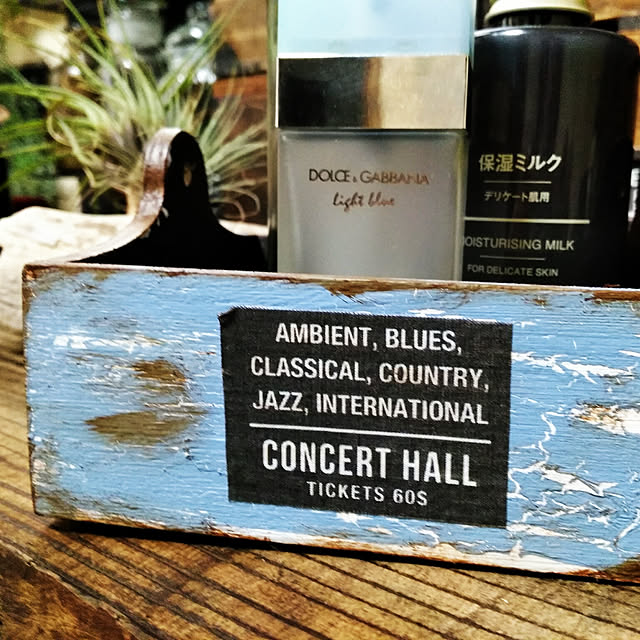 DOLCE & GABBANA
light blue
保湿ミルク
デリケート肌用
MOISTURISING MILK
FOR DELICATE SKIN
AMBIENT, BLUES,
CLASSICAL, COUNTRY,
JAZZ, INTERNATIONAL
CONCERT HALL
TICKETS 60S